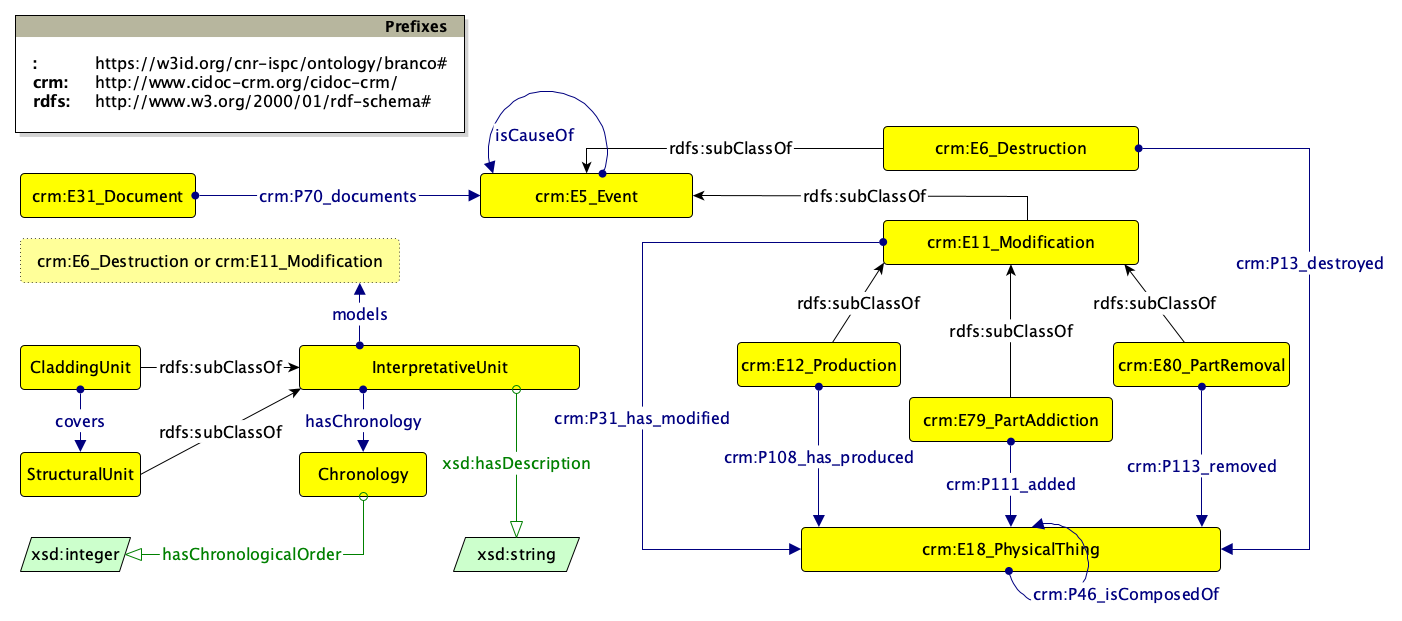 Prefixes
: https://w3id.org/cnr-ispc/ontology/branco#
crm: http://www.cidoc-crm.org/cidoc-crm/
rdfs: http://www.w3.org/2000/01/rdf-schema#
isCauseOf
rdfs:subClassOf
crm:E6_Destruction
crm:E31_Document
crm:P70_documents
crm:E5_Event
rdfs:subClassOf
crm:E11_Modification
crm:E6_Destruction or crm:E11_Modification
crm:P13_destroyed
models
rdfs:subClassOf
rdfs:subClassOf
rdfs:subClassOf
CladdingUnit
rdfs:subClassOf
InterpretativeUnit
crm:E12_Production
crm:E80_PartRemoval
covers
rdfs:subClassOf
hasChronology
crm:P31_has_modified
crm:E79_PartAddiction
StructuralUnit
Chronology
xsd:hasDescription
crm:P108_has_produced
crm:P111_added
crm:P113_removed
xsd:integer
hasChronologicalOrder
xsd:string
crm:E18_PhysicalThing
crm:P46_isComposedOf